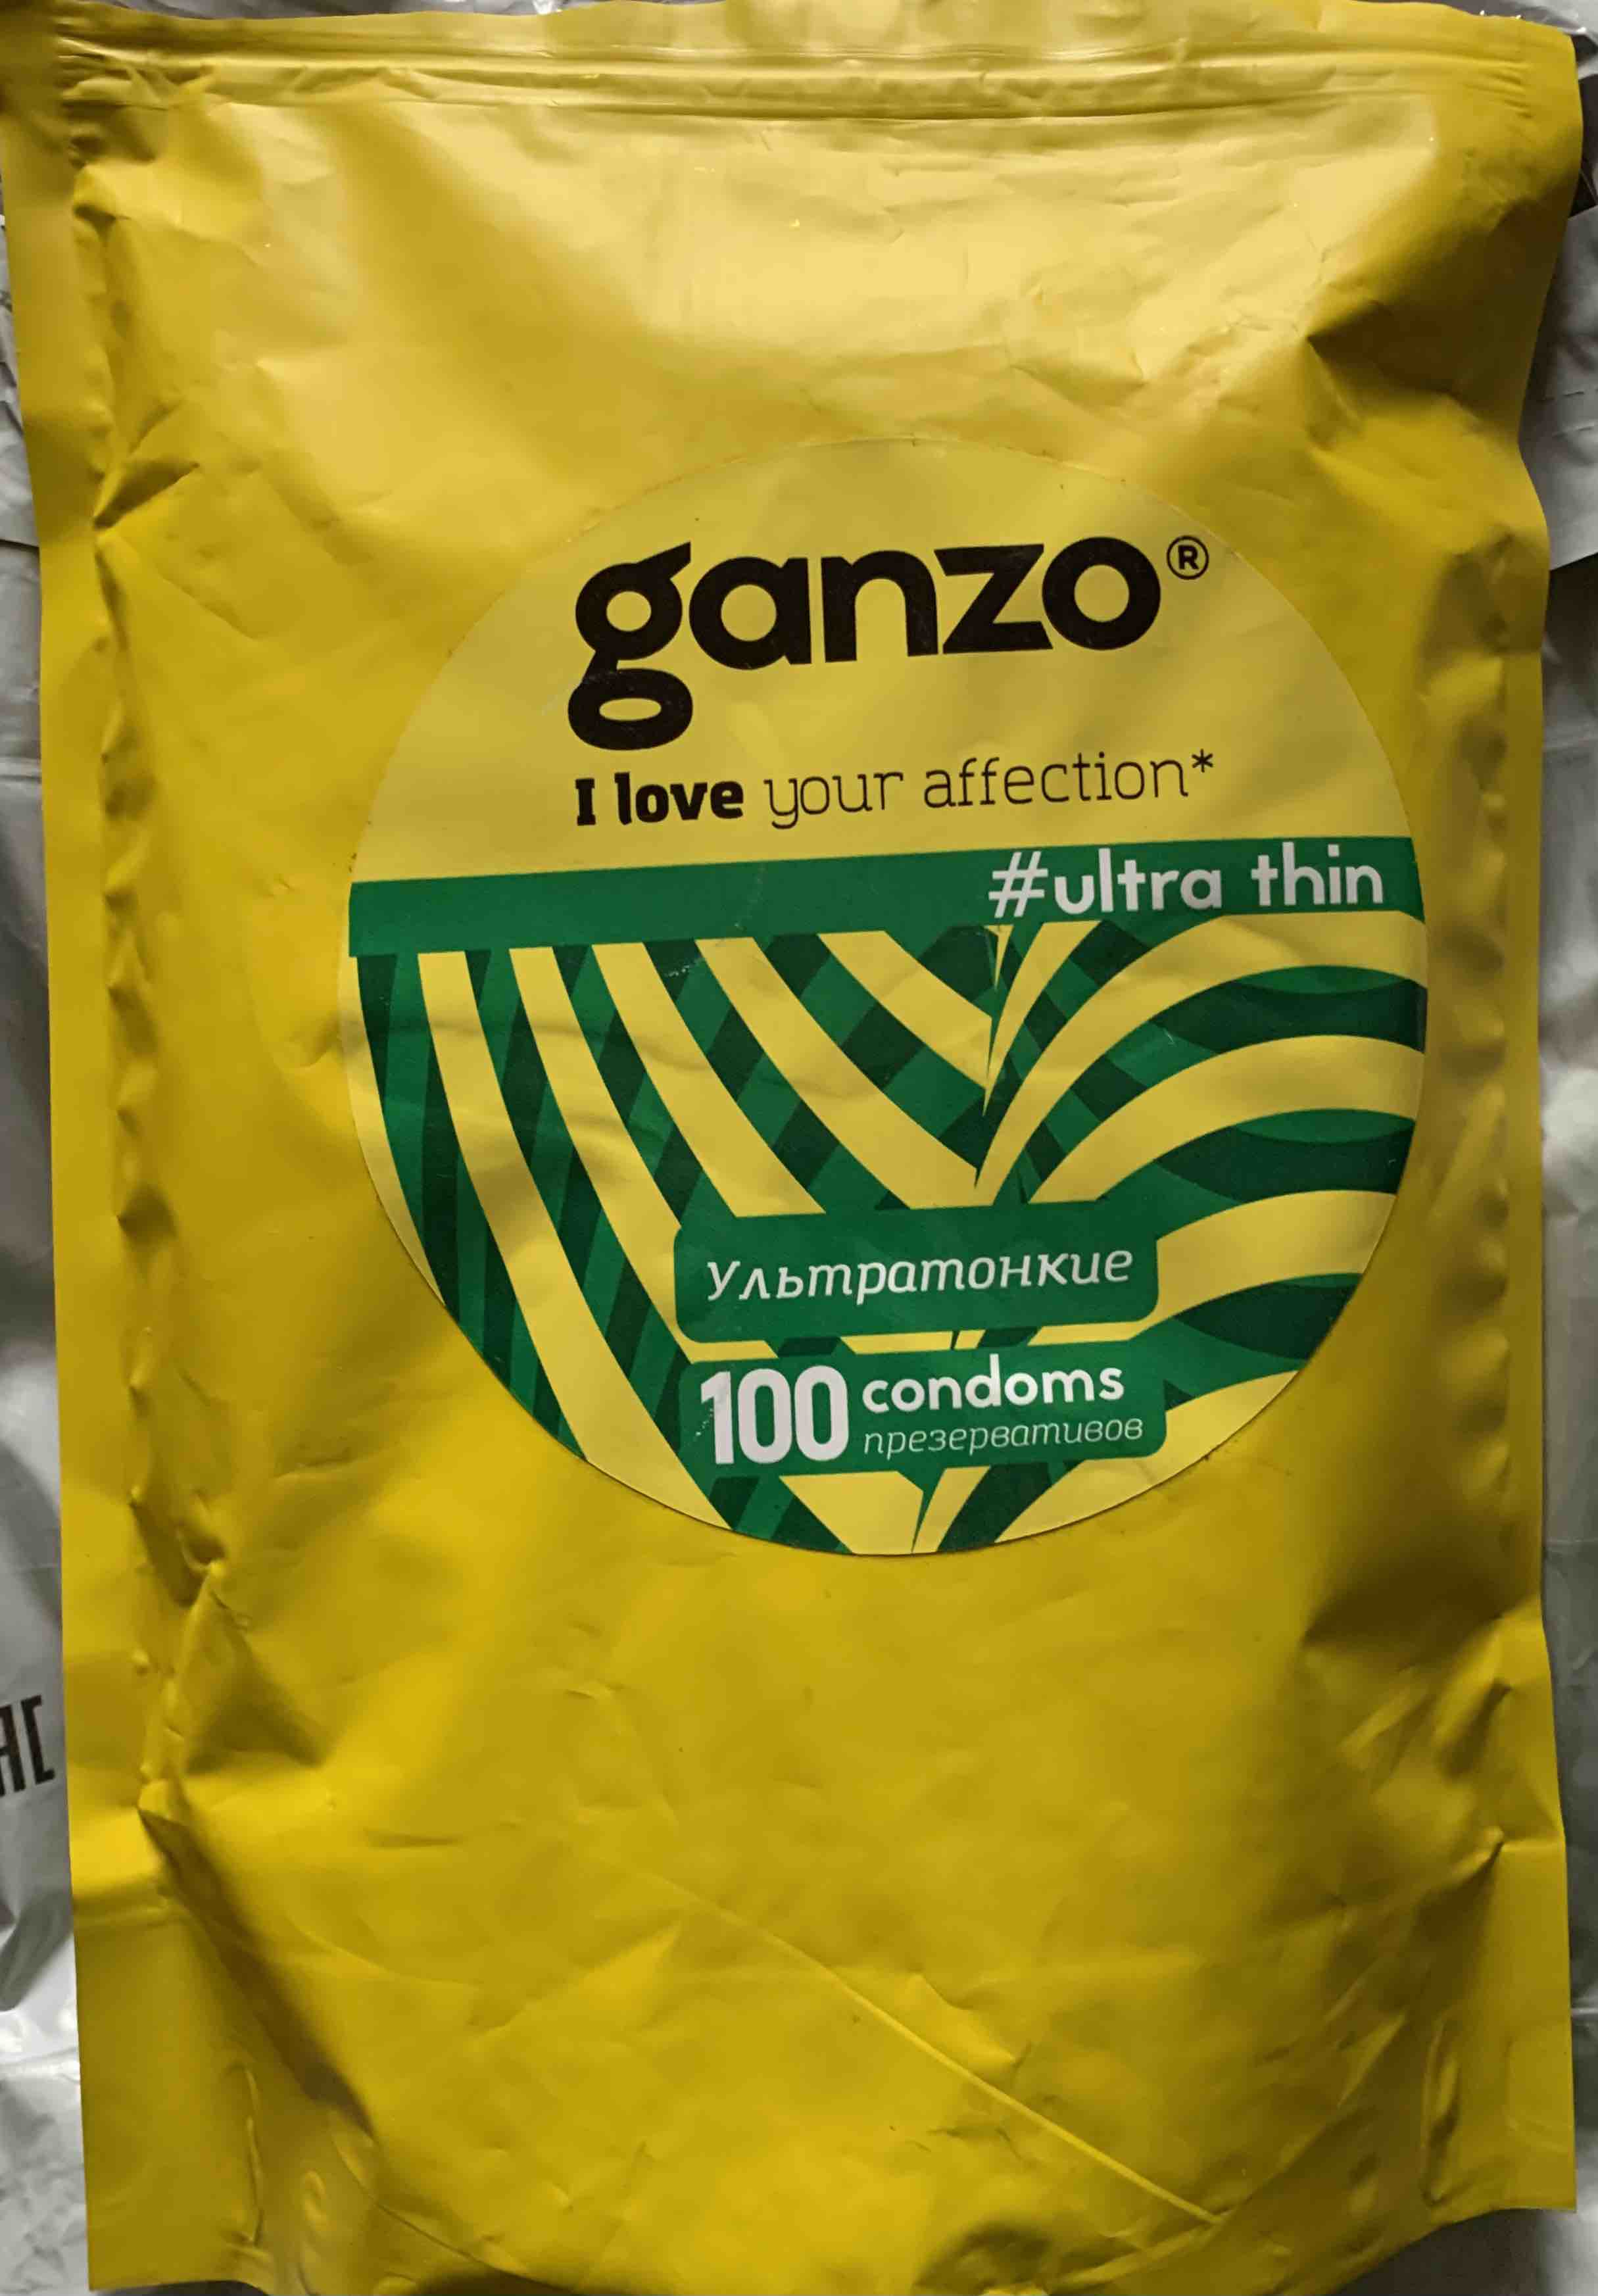 ganzo®
I love your affection*
#ultra thin
Ультратонкие
100 condoms
презервативов